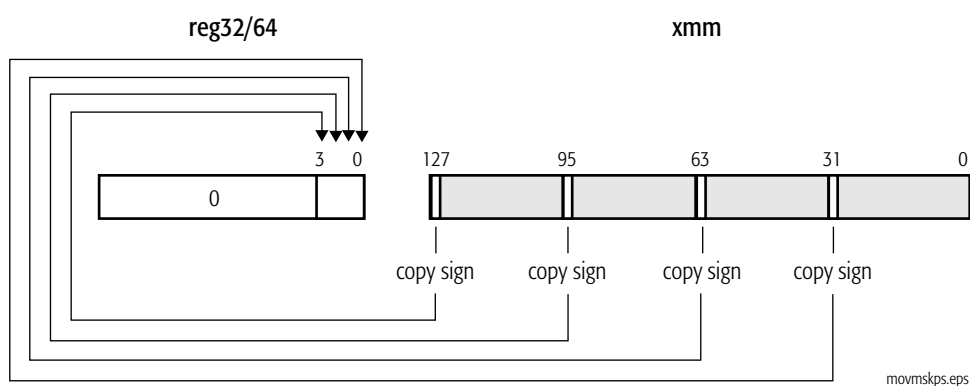 reg32/64 xmm
3 0 127 95 63 31 0
0
copy sign copy sign copy sign copy sign
movmskps.eps